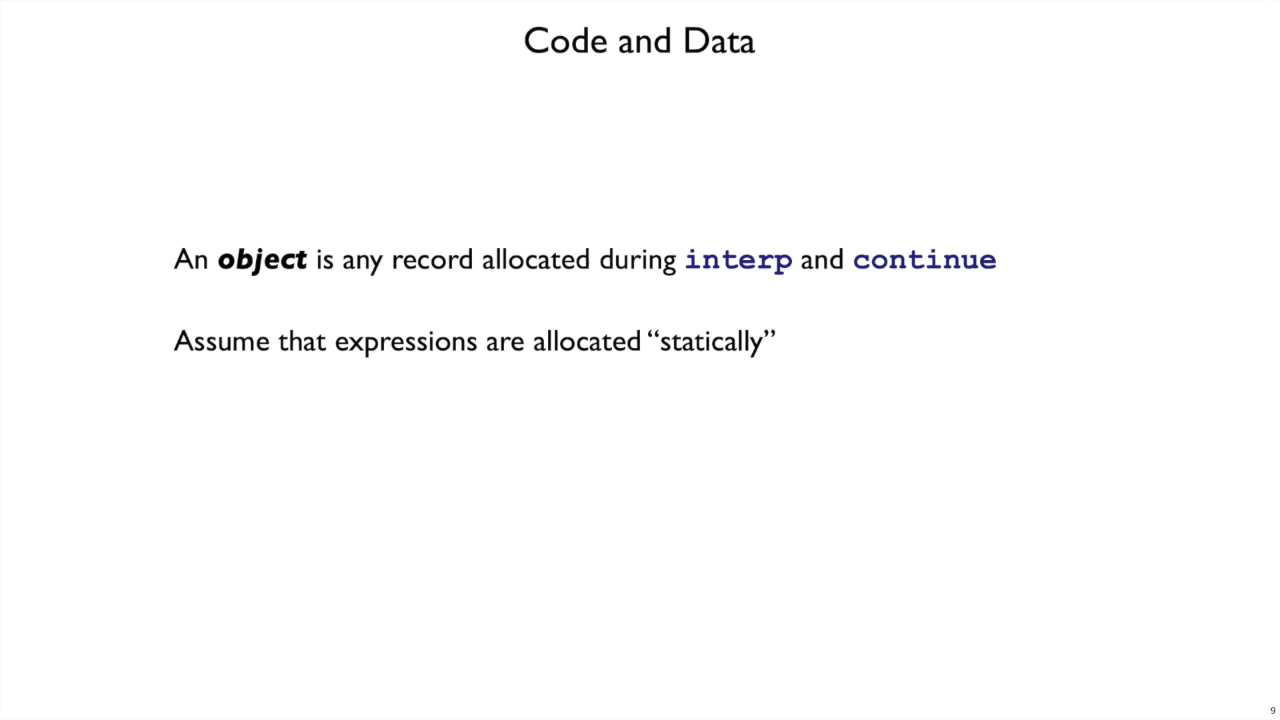 Code and Data
An object is any record allocated during interp and continue
Assume that expressions are allocated “statically”
9